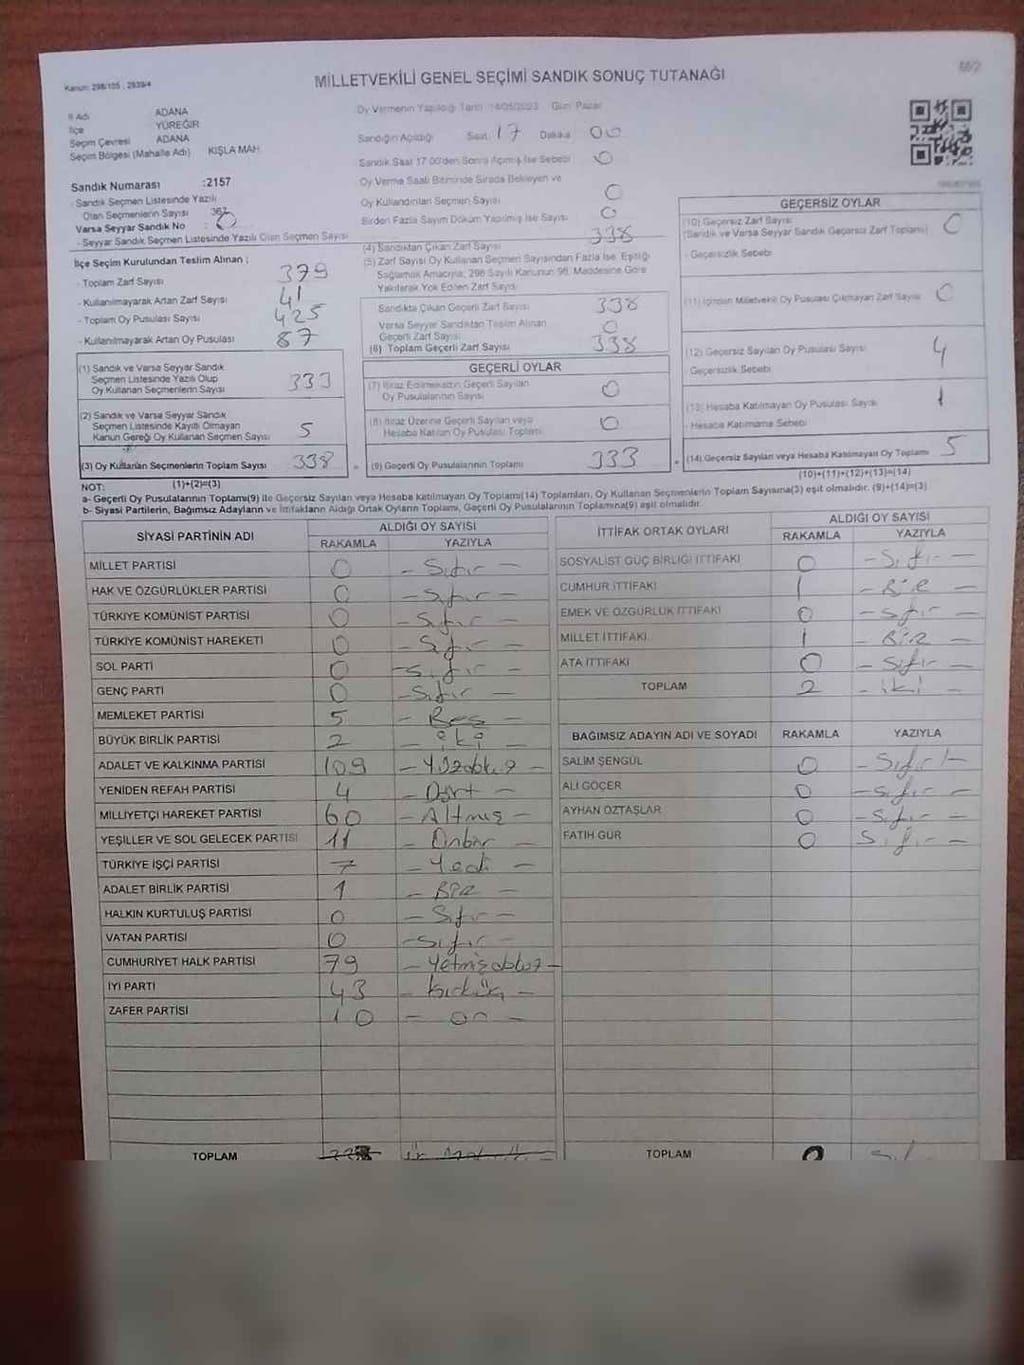 Kanun: 298/105 , 2839/4
MİLLETVEKİLİ GENEL SEÇİMİ SANDIK SONUÇ TUTANAĞI
İl Adı ADANA
İlçe YÜREĞİR
Seçim Çevresi ADANA
Seçim Bölgesi (Mahalle Adı) KIŞLA MAH.
Oy Vermenin Yapıldığı Tarih 14/05/2023 Gün Pazar
Sandığın Açıldığı Saat 17 Dakika 00
Sandık Saat 17.00'den Sonra Açılmış İse Sebebi 0
Oy Verme Saati Bitiminde Sırada Bekleyen ve
Oy Kullandırılan Seçmen Sayısı 0
Birden Fazla Sayım Döküm Yapılmış İse Sayısı 0
Sandık Numarası :2157
- Sandık Seçmen Listesinde Yazılı
Olan Seçmenlerin Sayısı
Varsa Seyyar Sandık No 0
- Seyyar Sandık Seçmen Listesinde Yazılı Olan Seçmen Sayısı
İlçe Seçim Kurulundan Teslim Alınan ;
- Toplam Zarf Sayısı 379
- Kullanılmayarak Artan Zarf Sayısı 41
- Toplam Oy Pusulası Sayısı 425
- Kullanılmayarak Artan Oy Pusulası 87
(1) Sandık ve Varsa Seyyar Sandık
Seçmen Listesinde Yazılı Olup
Oy Kullanan Seçmenlerin Sayısı 333
(2) Sandık ve Varsa Seyyar Sandık
Seçmen Listesinde Kayıtlı Olmayan
Kanun Gereği Oy Kullanan Seçmen Sayısı 5
(3) Oy Kullanan Seçmenlerin Toplam Sayısı 338
(1)+(2)=(3)
(4) Sandıktan Çıkan Zarf Sayısı 338
(5) Zarf Sayısı Oy Kullanan Seçmen Sayısından Fazla İse, Eşitliği
Sağlamak Amacıyla, 298 Sayılı Kanunun 98. Maddesine Göre
Yakılarak Yok Edilen Zarf Sayısı
Sandıkta Çıkan Geçerli Zarf Sayısı 338
Varsa Seyyar Sandıktan Teslim Alınan
Geçerli Zarf Sayısı 0
(6) Toplam Geçerli Zarf Sayısı 338
GEÇERLİ OYLAR
(7) İtiraz Edilmeksizin Geçerli Sayılan
Oy Pusulalarının Sayısı 0
(8) İtiraz Üzerine Geçerli Sayılan veya
Hesaba Katılan Oy Pusulası Toplamı 0
(9) Geçerli Oy Pusulalarının Toplamı 333
GEÇERSİZ OYLAR
(10) Geçersiz Zarf Sayısı
(Sandık ve Varsa Seyyar Sandık Geçersiz Zarf Toplamı) 0
- Geçersizlik Sebebi
(11) İçinden Milletvekili Oy Pusulası Çıkmayan Zarf Sayısı 0
(12) Geçersiz Sayılan Oy Pusulası Sayısı 4
- Geçersizlik Sebebi
(13) Hesaba Katılmayan Oy Pusulası Sayısı 1
- Hesaba Katılmama Sebebi
(14) Geçersiz Sayılan veya Hesaba Katılmayan Oy Toplamı 5
(10)+(11)+(12)+(13)=(14)
NOT:
a- Geçerli Oy Pusulalarının Toplamı(9) ile Geçersiz Sayılan veya Hesaba Katılmayan Oy Toplamı(14) Toplamları, Oy Kullanan Seçmenlerin Toplam Sayısına(3) eşit olmalıdır. (9)+(14)=(3)
b- Siyasi Partilerin, Bağımsız Adayların ve İttifakların Aldığı Ortak Oyların Toplamı, Geçerli Oy Pusulalarının Toplamına(9) eşit olmalıdır.
SİYASİ PARTİNİN ADI ALDIĞI OY SAYISI
RAKAMLA YAZIYLA
MİLLET PARTİSİ 0 - Sıfır -
HAK VE ÖZGÜRLÜKLER PARTİSİ 0 - Sıfır -
TÜRKİYE KOMÜNİST PARTİSİ 0 - Sıfır -
TÜRKİYE KOMÜNİST HAREKETİ 0 - Sıfır -
SOL PARTİ 0 - Sıfır -
GENÇ PARTİ 0 - Sıfır -
MEMLEKET PARTİSİ 5 - Beş -
BÜYÜK BİRLİK PARTİSİ 2 - iki -
ADALET VE KALKINMA PARTİSİ 109 - Yüzdokuz -
YENİDEN REFAH PARTİSİ 4 - Dört -
MİLLİYETÇİ HAREKET PARTİSİ 60 - Altmış -
YEŞİLLER VE SOL GELECEK PARTİSİ 11 - Onbir -
TÜRKİYE İŞÇİ PARTİSİ 7 - Yedi -
ADALET BİRLİK PARTİSİ 1 - BİR -
HALKIN KURTULUŞ PARTİSİ 0 - Sıfır -
VATAN PARTİSİ 0 - Sıfır -
CUMHURİYET HALK PARTİSİ 79 - Yetmişdokuz -
İYİ PARTİ 43 - kırküç -
ZAFER PARTİSİ 10 - on -
TOPLAM
İTTİFAK ORTAK OYLARI ALDIĞI OY SAYISI
RAKAMLA YAZIYLA
SOSYALİST GÜÇ BİRLİĞİ İTTİFAKI 0 - Sıfır -
CUMHUR İTTİFAKI 1 - BİR -
EMEK VE ÖZGÜRLÜK İTTİFAKI 0 - Sıfır -
MİLLET İTTİFAKI 1 - BİR -
ATA İTTİFAKI 0 - Sıfır -
TOPLAM 2 - iki -
BAĞIMSIZ ADAYIN ADI VE SOYADI RAKAMLA YAZIYLA
SALİM ŞENGÜL 0 - Sıfır -
ALİ GÖÇER 0 - Sıfır -
AYHAN ÖZTAŞLAR 0 - Sıfır -
FATİH GÜR 0 Sıfır -
TOPLAM 0